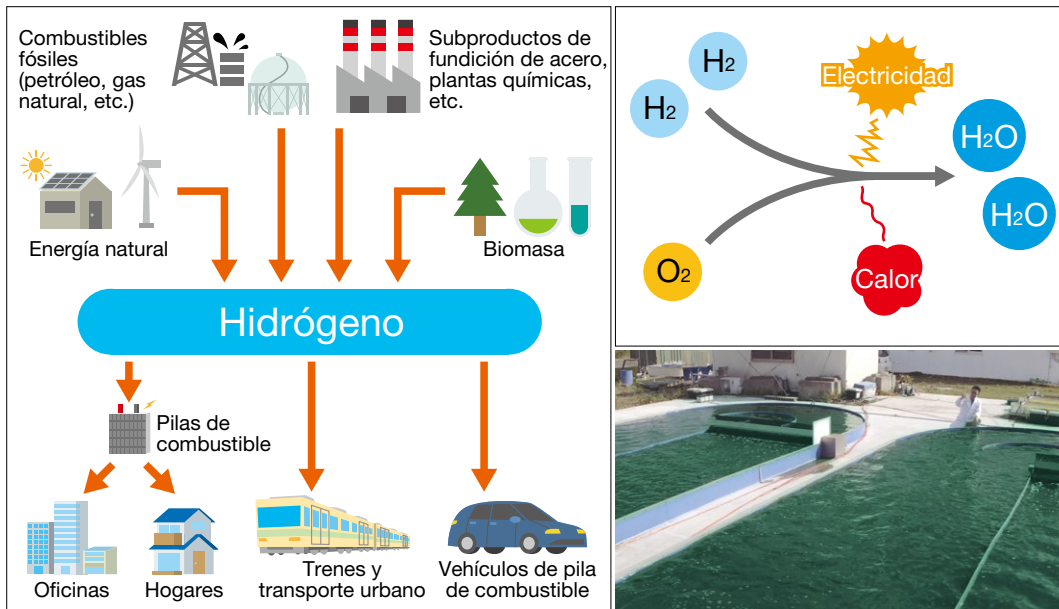 Combustibles
fósiles
(petróleo, gas
natural, etc.)
Subproductos de
fundición de acero,
plantas químicas,
etc.
Energía natural
Biomasa
Hidrógeno
Pilas de
combustible
Oficinas
Hogares
Trenes y
transporte urbano
Vehículos de pila
de combustible
H2
H2
O2
Electricidad
Calor
H2O
H2O